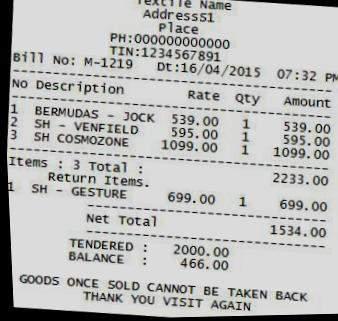 Textile Name
AddressS1
Place
PH:000000000000
TIN:1234567891
Bill No: M-1219 Dt:16/04/2015 07:32 PM
No Description Rate Qty Amount
1 BERMUDAS - JOCK 539.00 1 539.00
2 SH - VENFIELD 595.00 1 595.00
3 SH COSMOZONE 1099.00 1 1099.00
Items : 3 Total : 2233.00
Return Items.
1 SH - GESTURE 699.00 1 699.00
Net Total 1534.00
TENDERED : 2000.00
BALANCE : 466.00
GOODS ONCE SOLD CANNOT BE TAKEN BACK
THANK YOU VISIT AGAIN